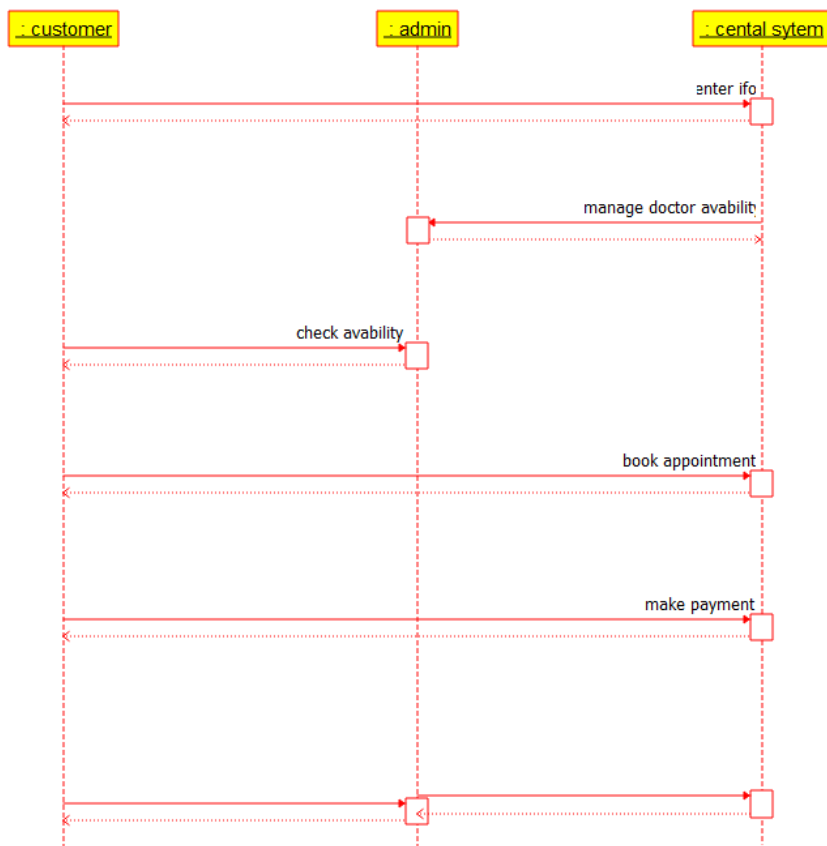 : customer
: admin
: cental sytem
enter ifo
manage doctor avability
check avability
book appointment
make payment